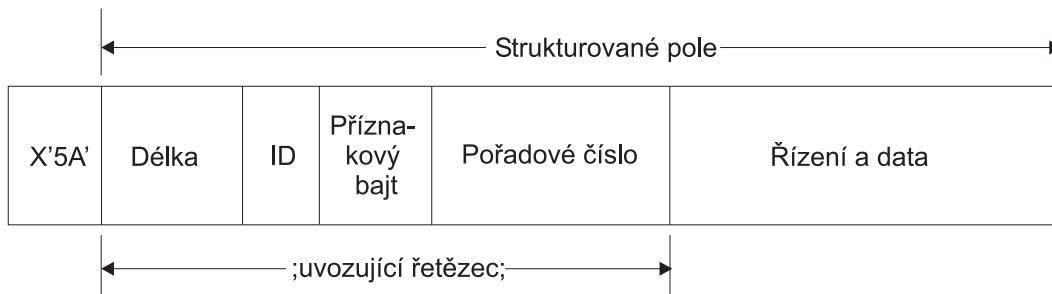 Strukturované pole
X'5A'
Délka
ID
Přízna-
kový
bajt
Pořadové číslo
Řízení a data
;uvozující řetězec;